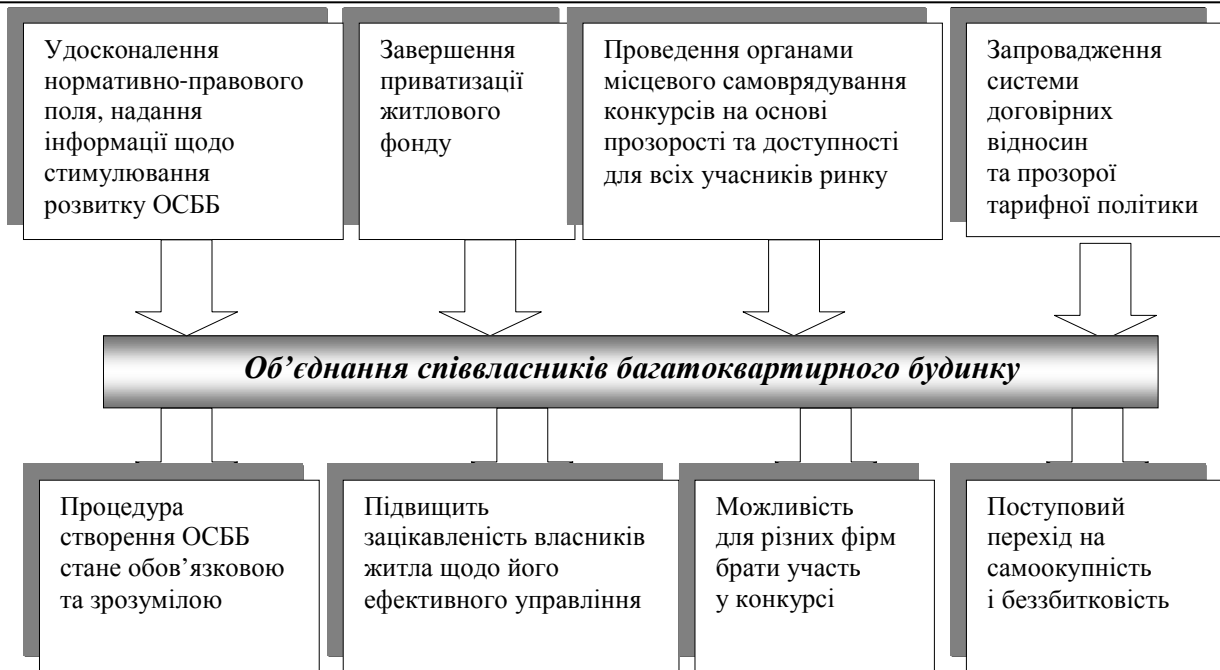 Удосконалення
нормативно-правового
поля, надання
інформації щодо
стимулювання
розвитку ОСББ
Завершення
приватизації
житлового
фонду
Проведення органами
місцевого самоврядування
конкурсів на основі
прозорості та доступності
для всіх учасників ринку
Запровадження
системи
договірних
відносин
та прозорої
тарифної політики
Об’єднання співвласників багатоквартирного будинку
Процедура
створення ОСББ
стане обов’язковою
та зрозумілою
Підвищить
зацікавленість власників
житла щодо його
ефективного управління
Можливість
для різних фірм
брати участь
у конкурсі
Поступовий
перехід на
самоокупність
і беззбитковість